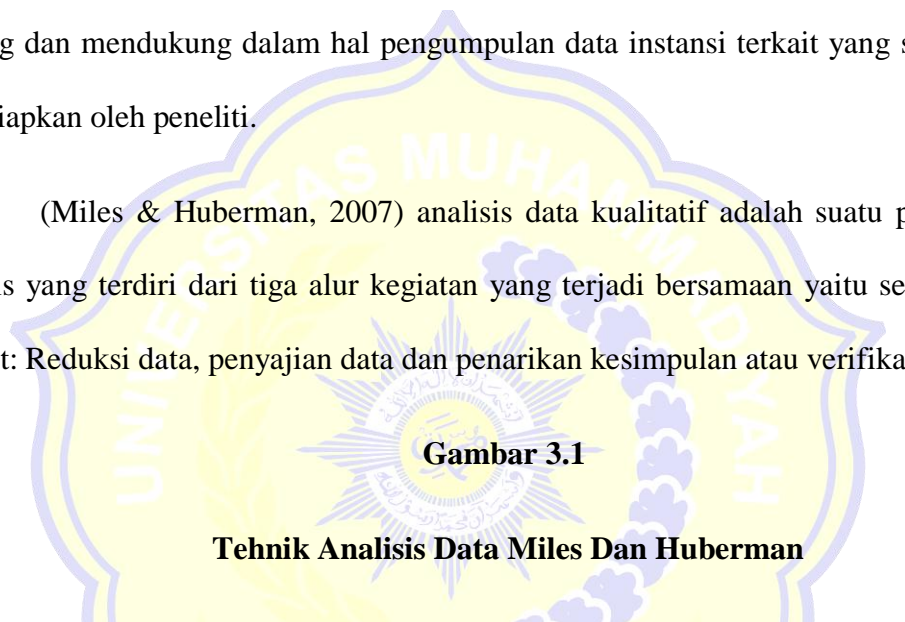 g dan mendukung dalam hal pengumpulan data instansi terkait yang s
iapkan oleh peneliti.
(Miles & Huberman, 2007) analisis data kualitatif adalah suatu p
s yang terdiri dari tiga alur kegiatan yang terjadi bersamaan yaitu se
t: Reduksi data, penyajian data dan penarikan kesimpulan atau verifika
Gambar 3.1
Tehnik Analisis Data Miles Dan Huberman
UNIVERSITAS MUHAMMADIYAH